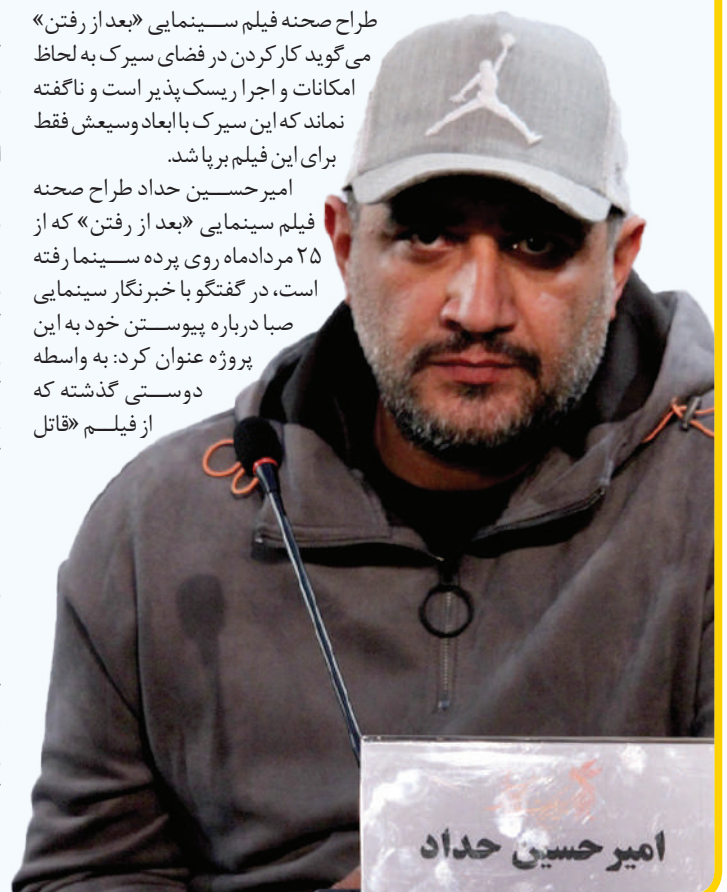 طراح صحنه فیلم سینمایی «بعد از رفتن»
می‌گوید کار کردن در فضای سیرک به لحاظ
امکانات و اجرا ریسک‌پذیر است و ناگفته
نماند که این سیرک با ابعاد وسیعش فقط
برای این فیلم برپا شد.
امیرحسین حداد طراح صحنه
فیلم سینمایی «بعد از رفتن» که از
۲۵ مردادماه روی پرده سینما رفته
است، در گفتگو با خبرنگار سینمایی
صبا درباره پیوستن خود به این
پروژه عنوان کرد: به واسطه
دوستی گذشته که
از فیلم «قاتل
امیرحسین حداد